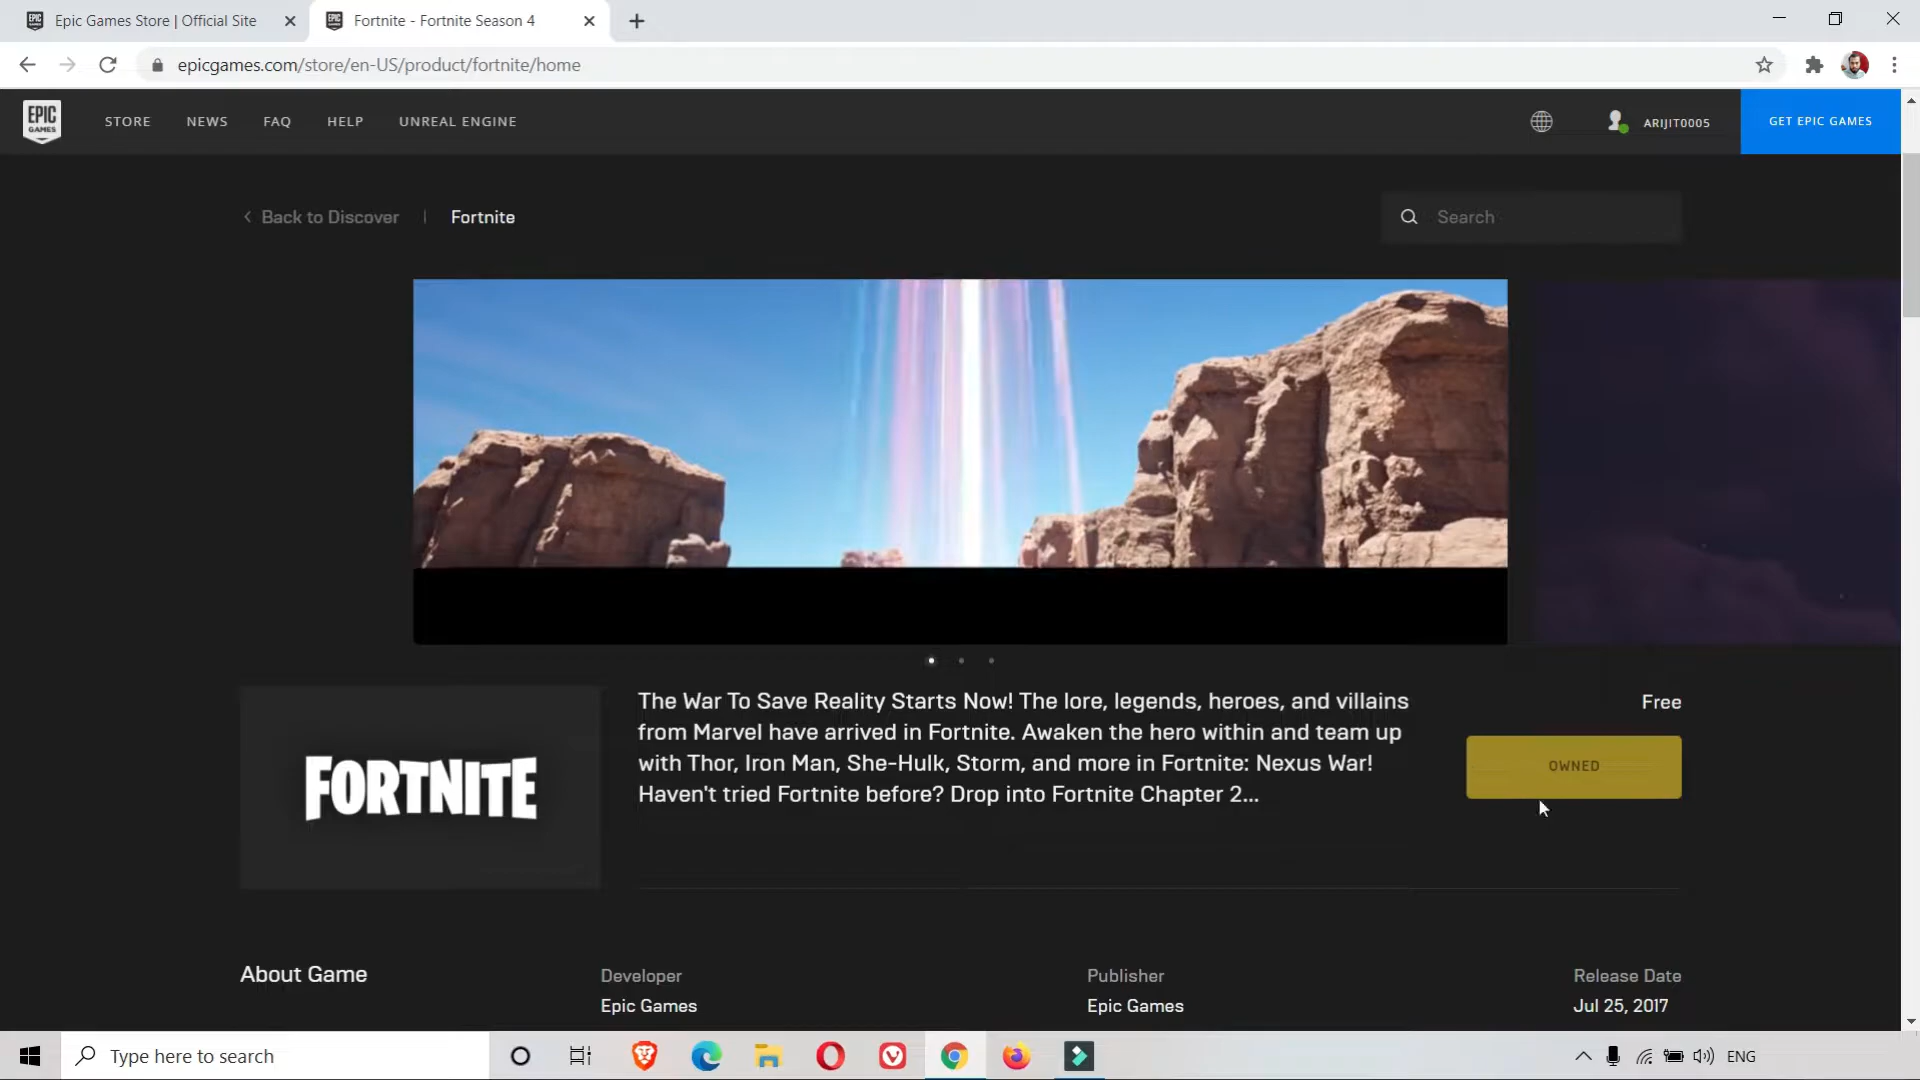 Epic Games Store | Official Site
Fortnite - Fortnite Season 4
epicgames.com/store/en-US/product/fortnite/home
EPIC
GAMES
STORE
NEWS
FAQ
HELP
UNREAL ENGINE
ARIJIT0005
GET EPIC GAMES
Back to Discover
Fortnite
Search
The War To Save Reality Starts Now! The lore, legends, heroes, and villains
from Marvel have arrived in Fortnite. Awaken the hero within and team up
with Thor, Iron Man, She-Hulk, Storm, and more in Fortnite: Nexus War!
Haven't tried Fortnite before? Drop into Fortnite Chapter 2...
Free
OWNED
FORTNITE
About Game
Developer
Epic Games
Publisher
Epic Games
Release Date
Jul 25, 2017
Type here to search
ENG